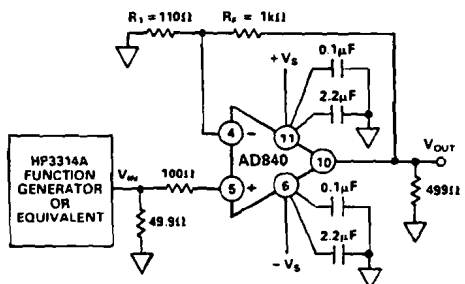 R₁ = 110Ω
R_F = 1kΩ
+V_S
0.1µF
2.2µF
4
−
11
AD840
10
V_OUT
HP3314A
FUNCTION
GENERATOR
OR
EQUIVALENT
V_IN
100Ω
5
+
6
0.1µF
499Ω
49.9Ω
−V_S
2.2µF